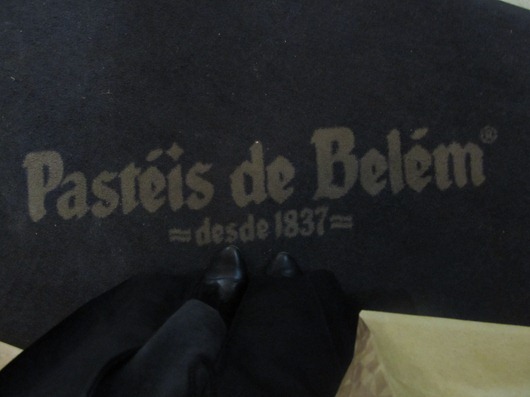 Pastéis de Belém®
=desde 1837=